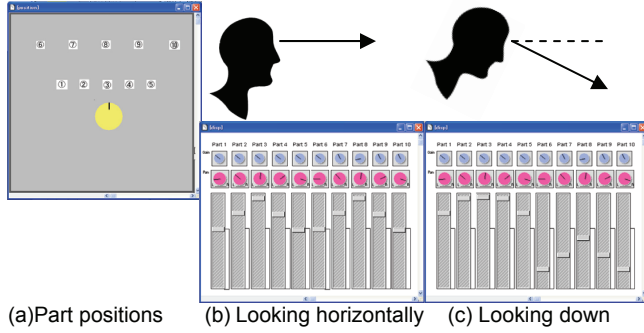 [position]
⑥ ⑦ ⑧ ⑨ ⑩
① ② ③ ④ ⑤
[disp]
Part 1 Part 2 Part 3 Part 4 Part 5 Part 6 Part 7 Part 8 Part 9 Part 10
Gain
Pan
[disp]
Part 1 Part 2 Part 3 Part 4 Part 5 Part 6 Part 7 Part 8 Part 9 Part 10
Gain
Pan
(a)Part positions
(b) Looking horizontally
(c) Looking down